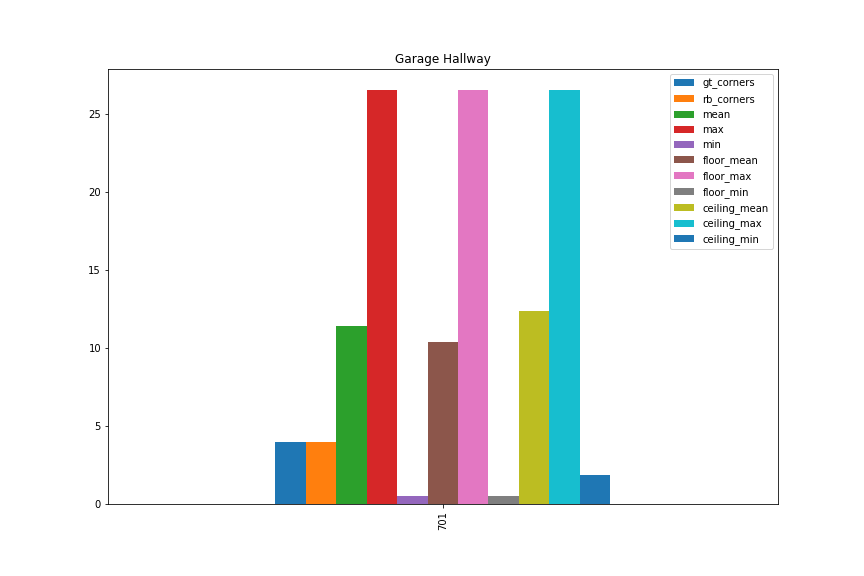 Garage Hallway
gt_corners
rb_corners
mean
max
min
floor_mean
floor_max
floor_min
ceiling_mean
ceiling_max
ceiling_min
25
20
15
10
5
0
701